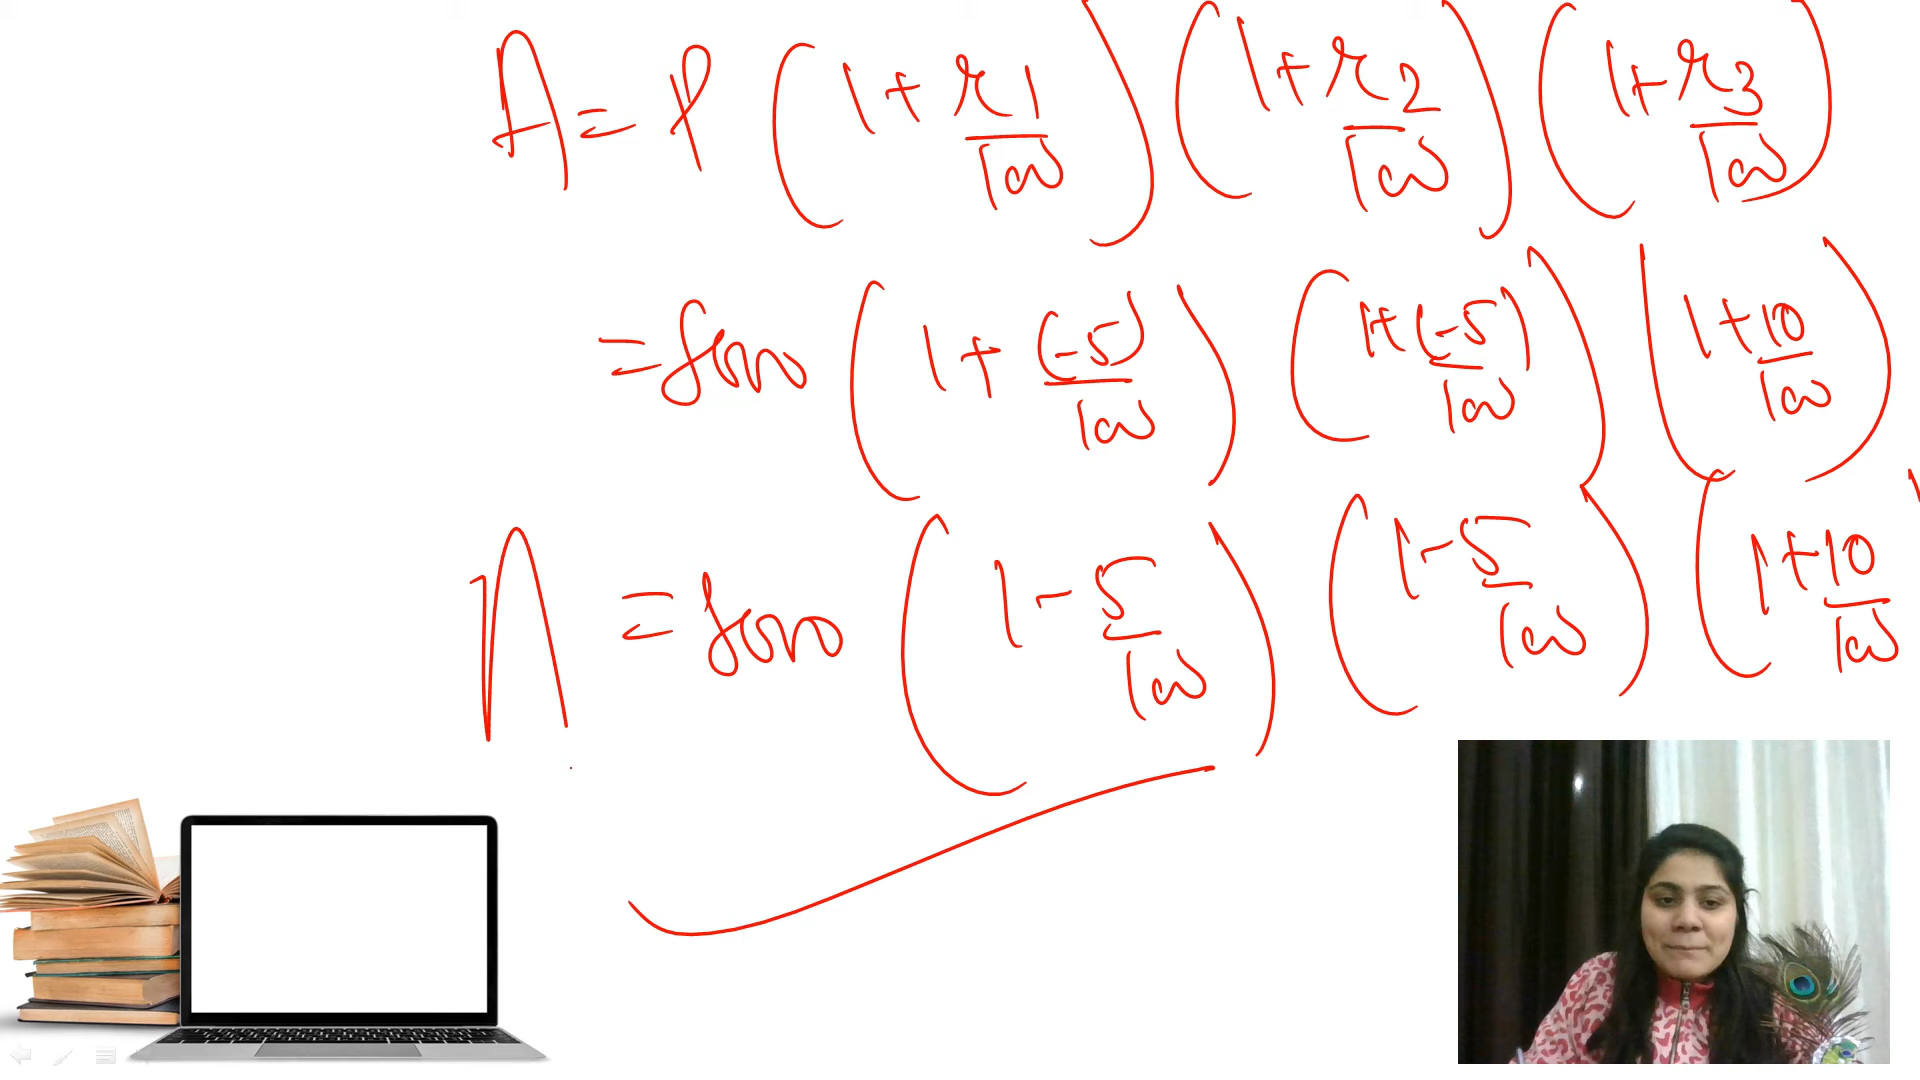 A = P (1 + r1/100) (1 + r2/100) (1 + r3/100)
= 8000 (1 + (-5)/100) (1 + (-5)/100) (1 + 10/100)
= 8000 (1 - 5/100) (1 - 5/100) (1 + 10/100)